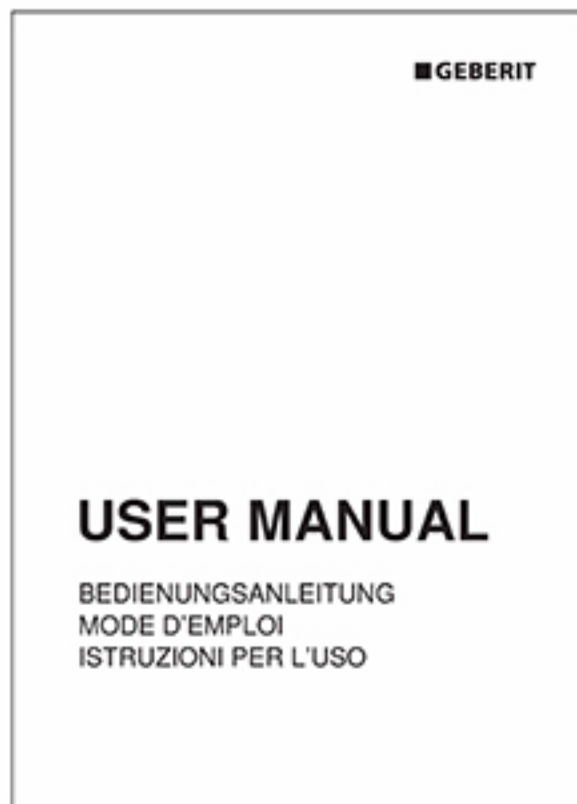 GEBERIT
USER MANUAL
BEDIENUNGSANLEITUNG
MODE D'EMPLOI
ISTRUZIONI PER L'USO